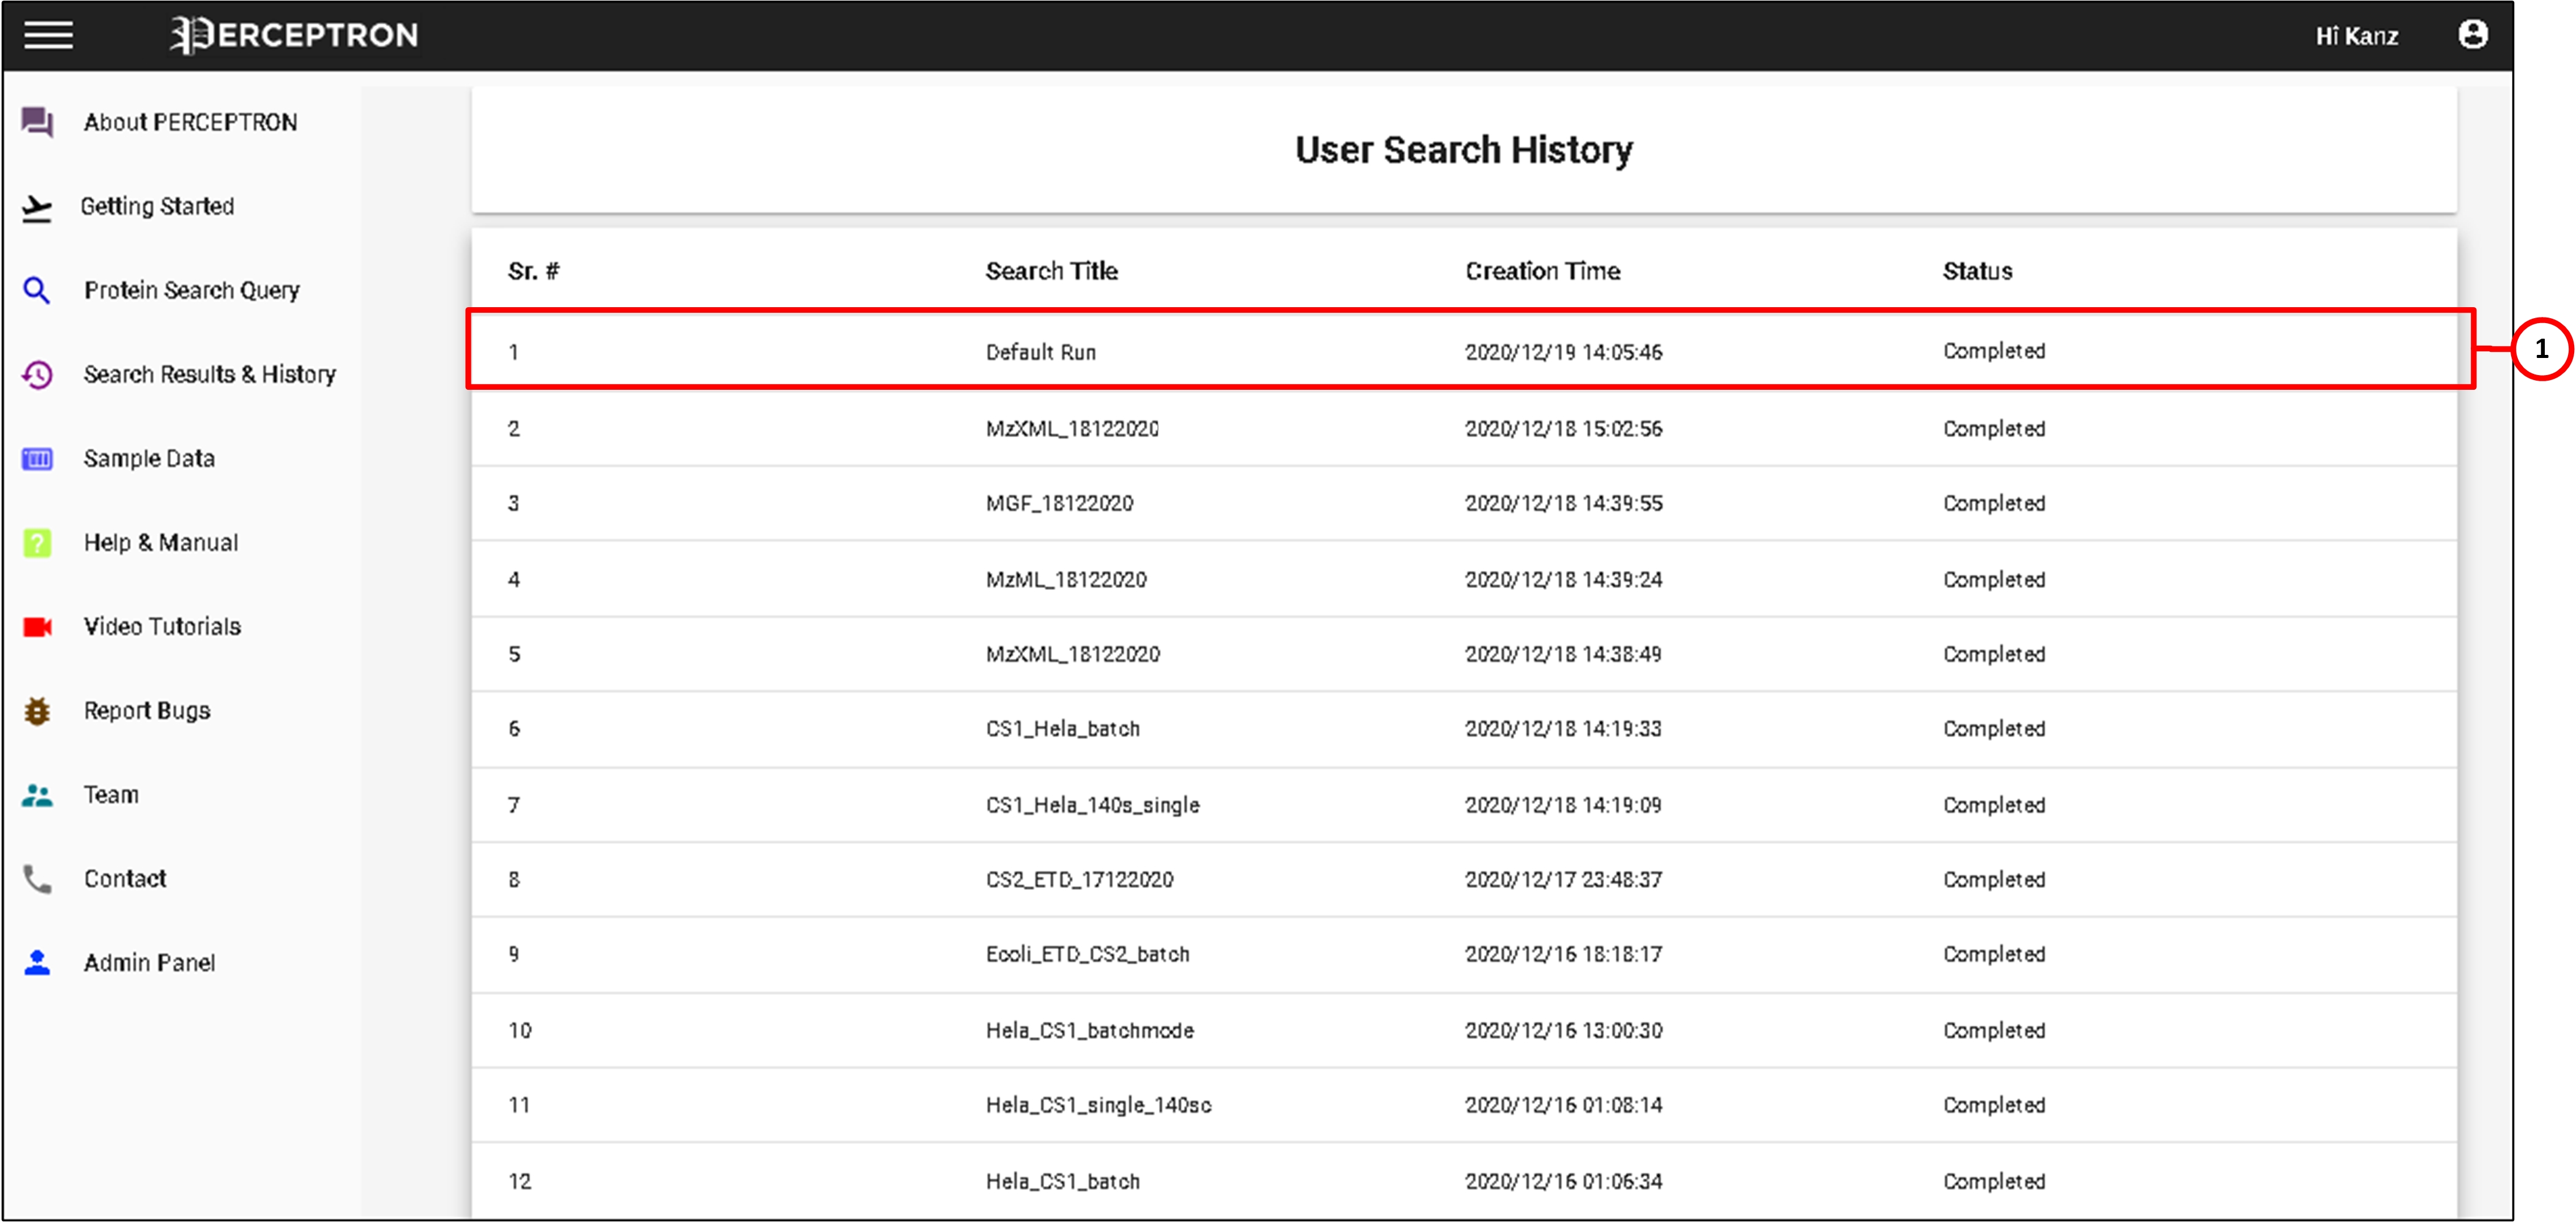 PERCEPTRON
Hi Kanz
About PERCEPTRON
Getting Started
Protein Search Query
Search Results & History
Sample Data
Help & Manual
Video Tutorials
Report Bugs
Team
Contact
Admin Panel
User Search History
Sr. # Search Title Creation Time Status
1 Default Run 2020/12/19 14:05:46 Completed
1
2 MzXML_18122020 2020/12/18 15:02:56 Completed
3 MGF_18122020 2020/12/18 14:39:55 Completed
4 MzML_18122020 2020/12/18 14:39:24 Completed
5 MzXML_18122020 2020/12/18 14:38:49 Completed
6 CS1_Hela_batch 2020/12/18 14:19:33 Completed
7 CS1_Hela_140s_single 2020/12/18 14:19:09 Completed
8 CS2_ETD_17122020 2020/12/17 23:48:37 Completed
9 Ecoli_ETD_CS2_batch 2020/12/16 18:18:17 Completed
10 Hela_CS1_batchmode 2020/12/16 13:00:30 Completed
11 Hela_CS1_single_140sc 2020/12/16 01:08:14 Completed
12 Hela_CS1_batch 2020/12/16 01:06:34 Completed